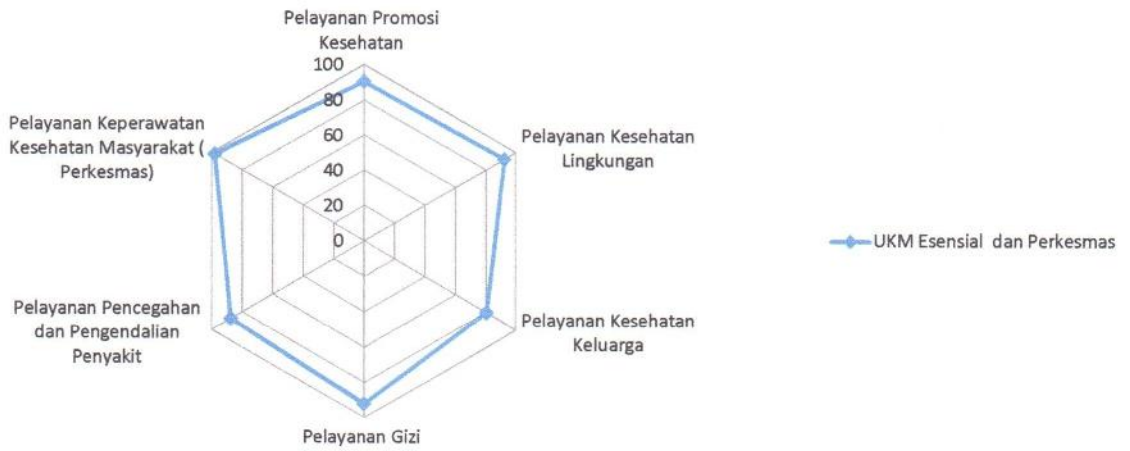 Pelayanan Promosi
Kesehatan
100
80
60
40
20
0
Pelayanan Kesehatan
Lingkungan
Pelayanan Kesehatan
Keluarga
Pelayanan Gizi
Pelayanan Pencegahan
dan Pengendalian
Penyakit
Pelayanan Keperawatan
Kesehatan Masyarakat (
Perkesmas)
UKM Esensial dan Perkesmas